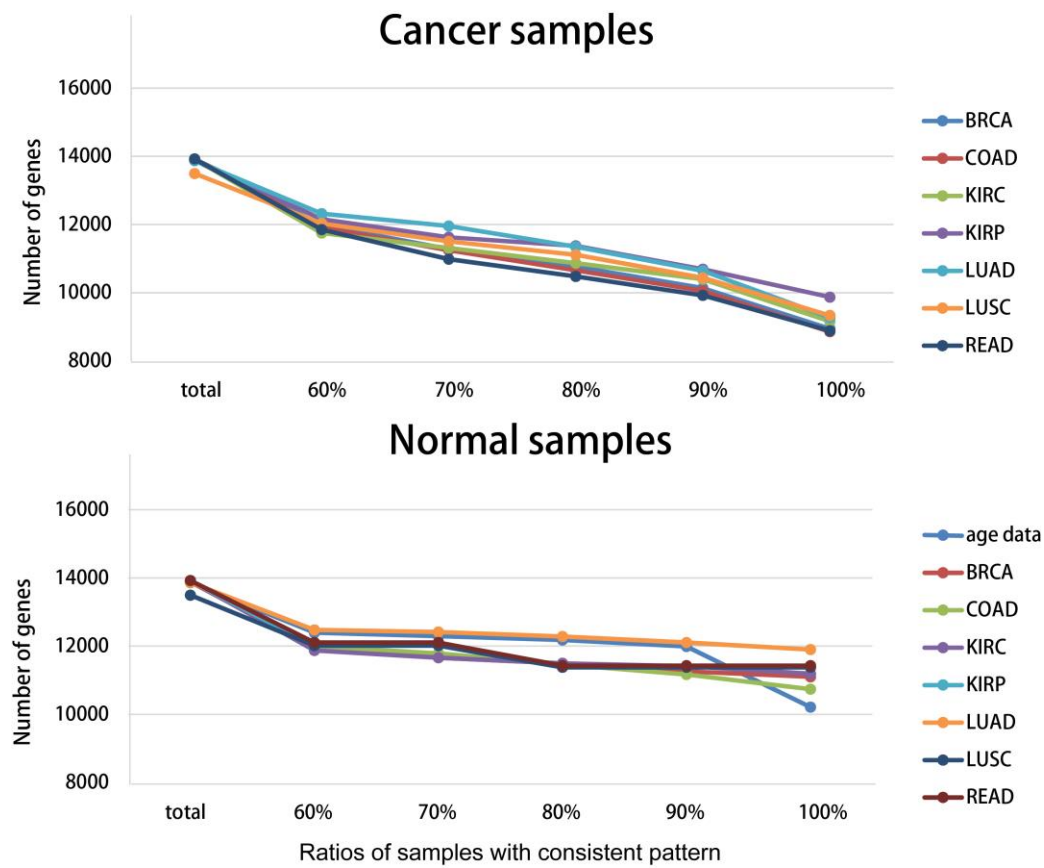 Cancer samples
16000
14000
12000
10000
8000
Number of genes
total 60% 70% 80% 90% 100%
BRCA
COAD
KIRC
KIRP
LUAD
LUSC
READ
Normal samples
16000
14000
12000
10000
8000
Number of genes
total 60% 70% 80% 90% 100%
age data
BRCA
COAD
KIRC
KIRP
LUAD
LUSC
READ
Ratios of samples with consistent pattern